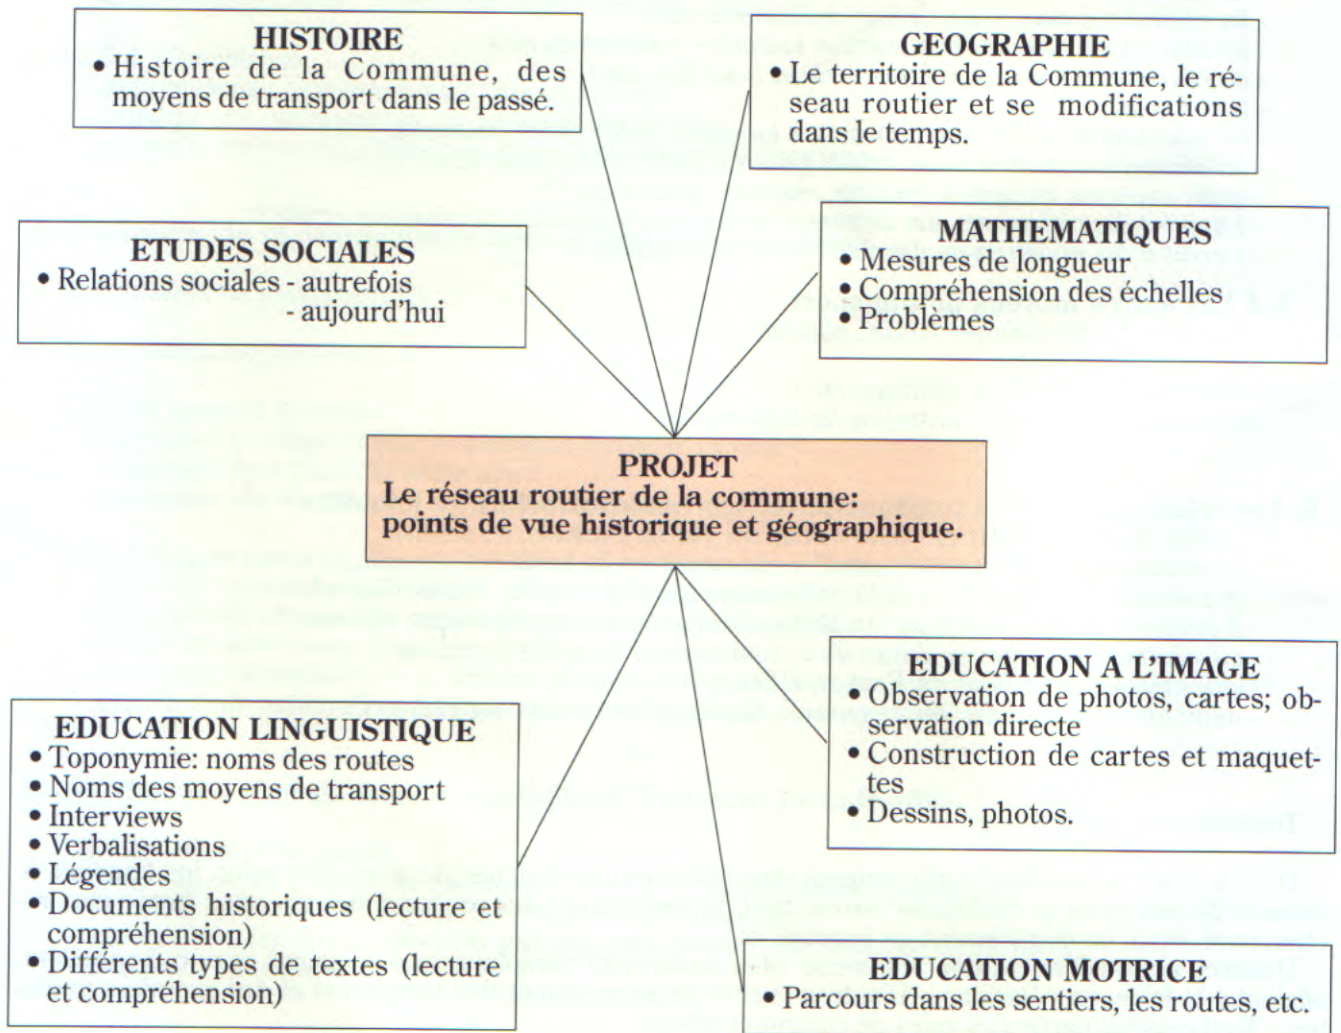 HISTOIRE
• Histoire de la Commune, des
moyens de transport dans le passé.
GEOGRAPHIE
• Le territoire de la Commune, le ré-
seau routier et se modifications
dans le temps.
ETUDES SOCIALES
• Relations sociales - autrefois
- aujourd'hui
MATHEMATIQUES
• Mesures de longueur
• Compréhension des échelles
• Problèmes
PROJET
Le réseau routier de la commune:
points de vue historique et géographique.
EDUCATION LINGUISTIQUE
• Toponymie: noms des routes
• Noms des moyens de transport
• Interviews
• Verbalisations
• Légendes
• Documents historiques (lecture et
compréhension)
• Différents types de textes (lecture
et compréhension)
EDUCATION A L'IMAGE
• Observation de photos, cartes; ob-
servation directe
• Construction de cartes et maquet-
tes
• Dessins, photos.
EDUCATION MOTRICE
• Parcours dans les sentiers, les routes, etc.